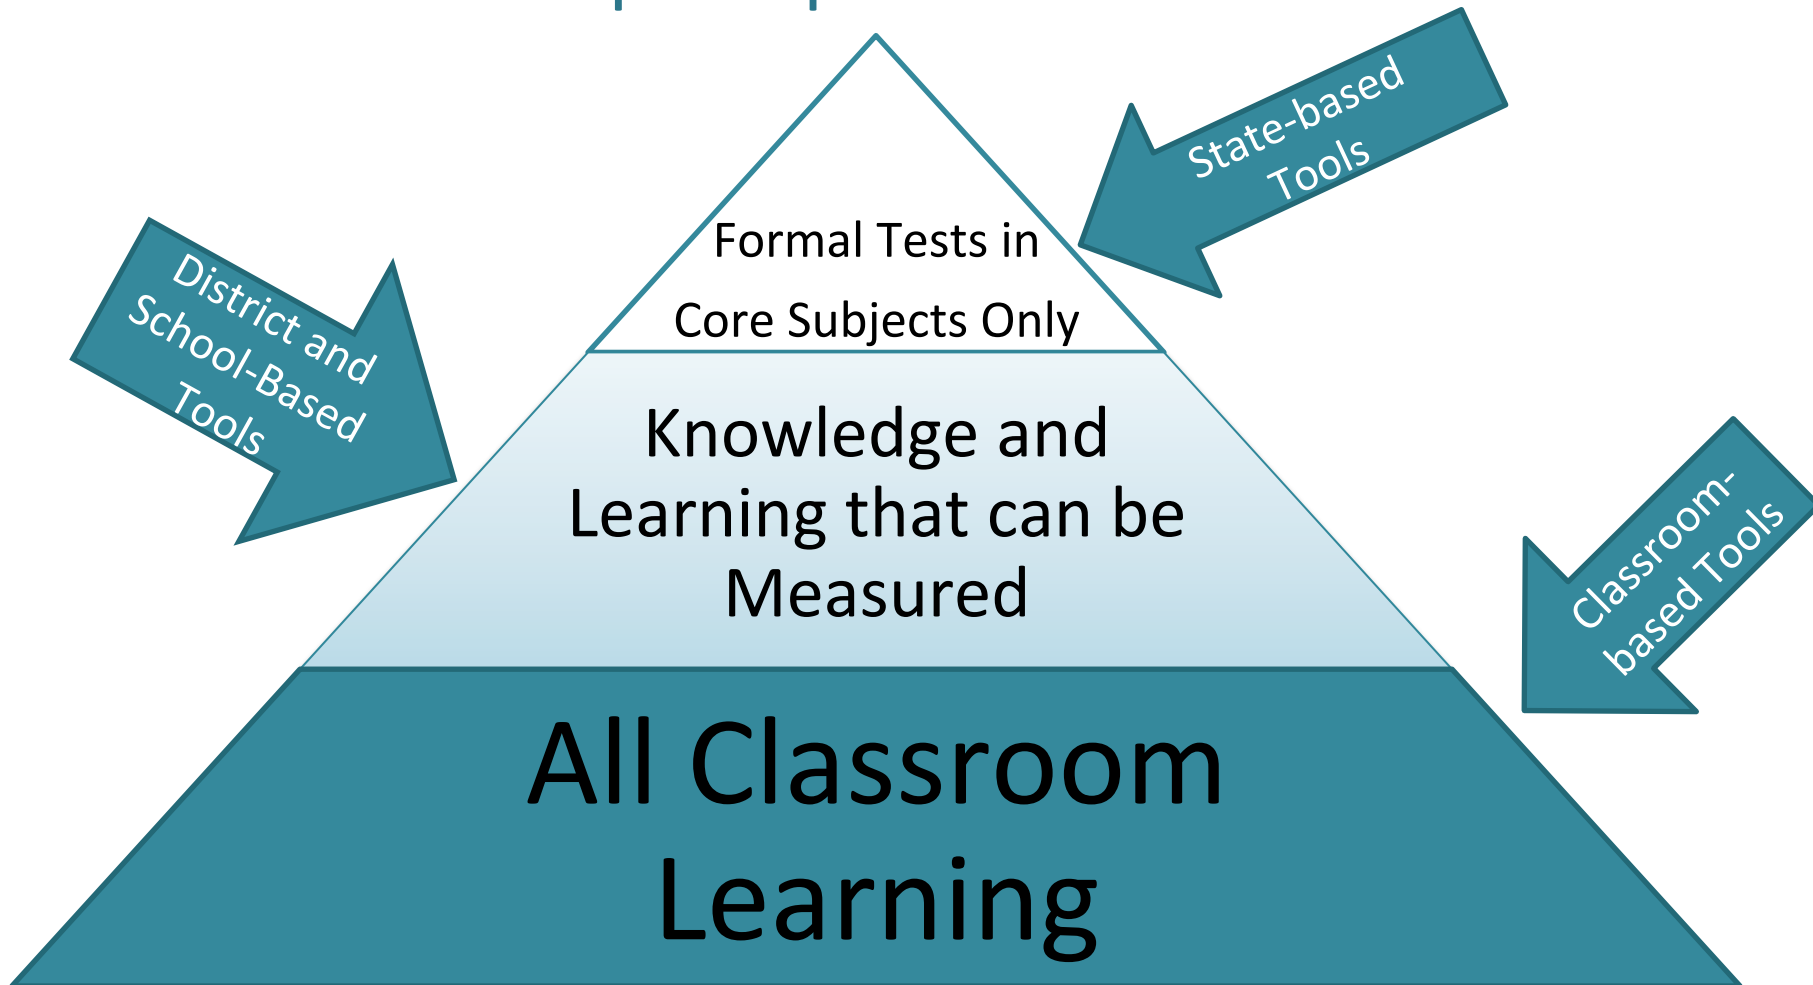 State-based
Tools
Formal Tests in
Core Subjects Only
District and
School-Based
Tools
Knowledge and
Learning that can be
Measured
Classroom-
based Tools
All Classroom
Learning